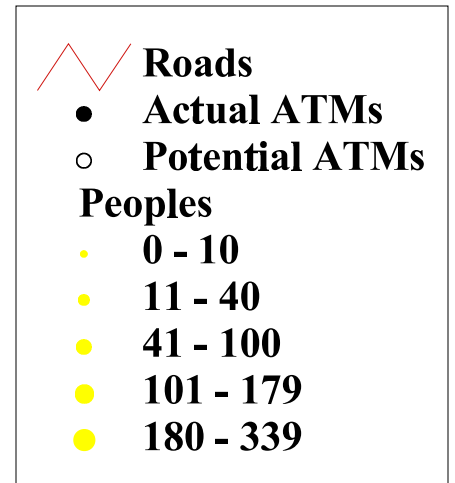 Roads
Actual ATMs
Potential ATMs
Peoples
0 - 10
11 - 40
41 - 100
101 - 179
180 - 339